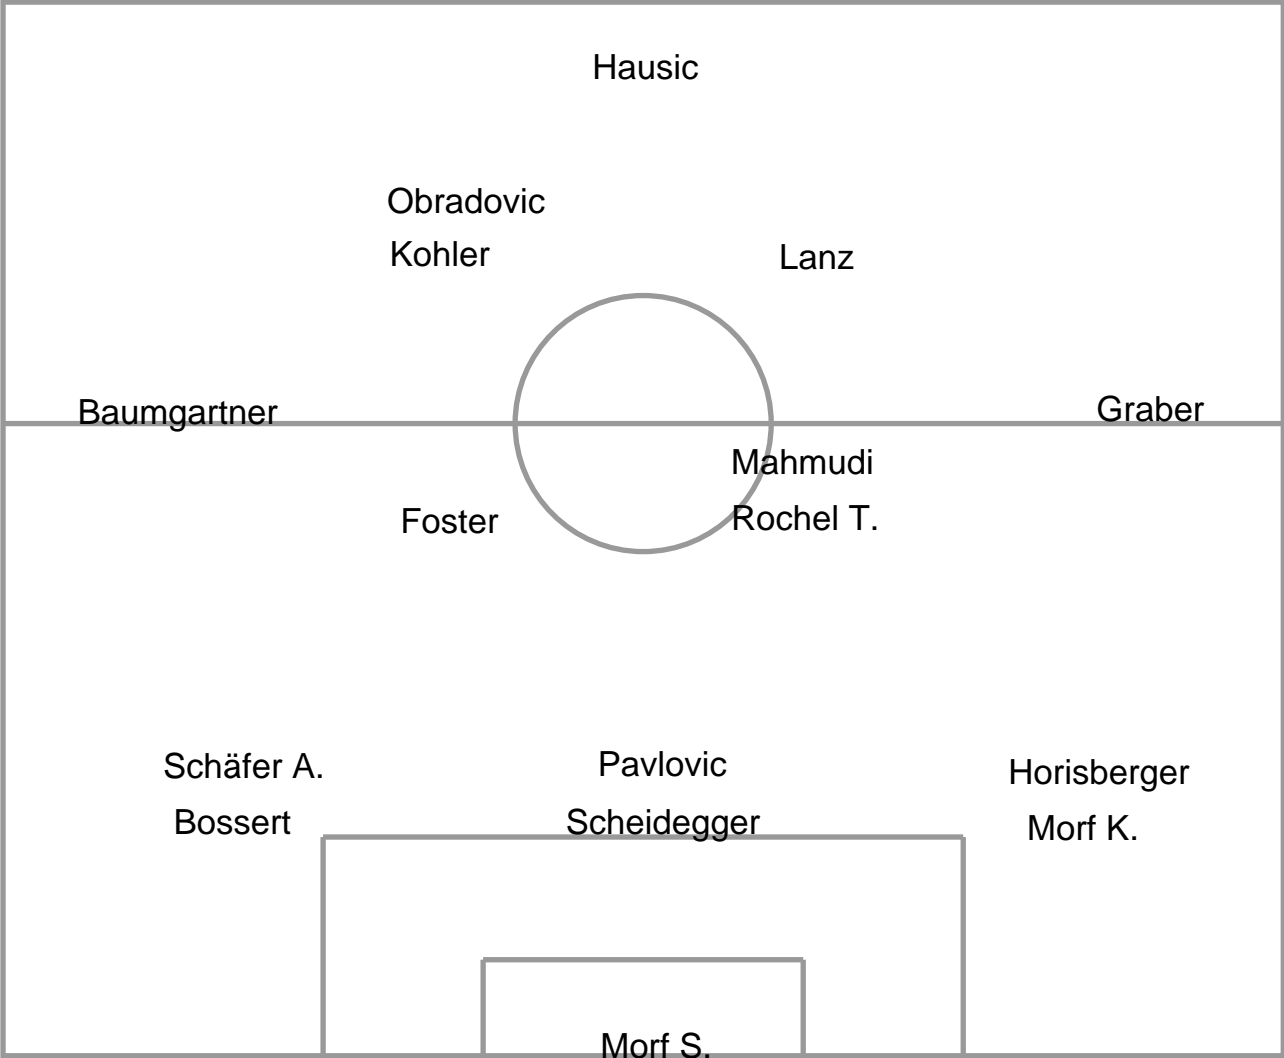 Hausic
Obradovic
Kohler
Lanz
Baumgartner
Graber
Mahmudi
Foster
Rochel T.
Schäfer A.
Pavlovic
Horisberger
Bossert
Scheidegger
Morf K.
Morf S.